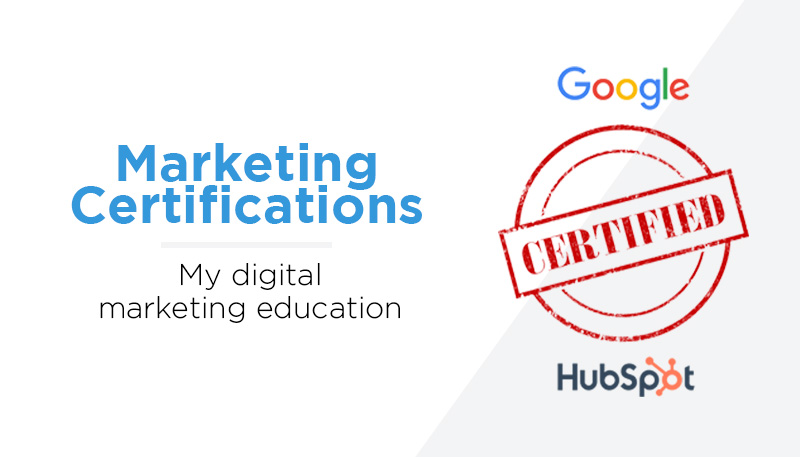 Marketing
Certifications
My digital
marketing education
Google
CERTIFIED
HubSpot